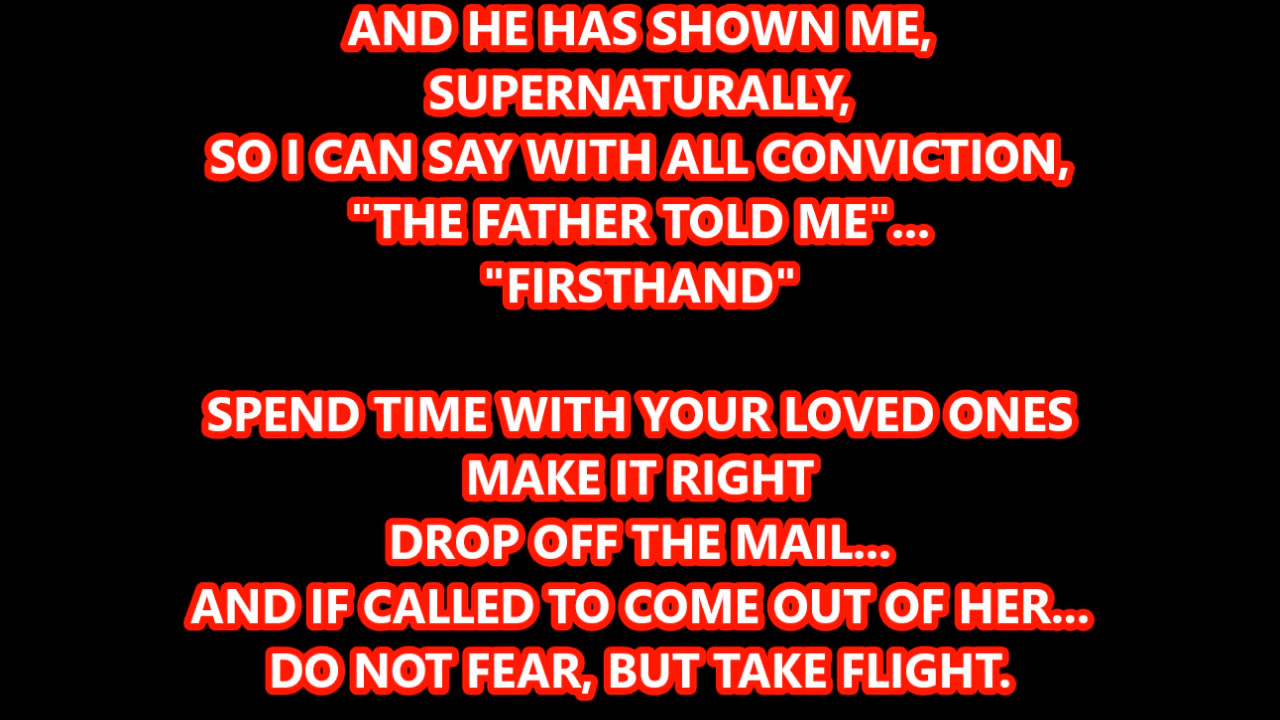 AND HE HAS SHOWN ME,
SUPERNATURALLY,
SO I CAN SAY WITH ALL CONVICTION,
"THE FATHER TOLD ME"...
"FIRSTHAND"
SPEND TIME WITH YOUR LOVED ONES
MAKE IT RIGHT
DROP OFF THE MAIL...
AND IF CALLED TO COME OUT OF HER...
DO NOT FEAR, BUT TAKE FLIGHT.